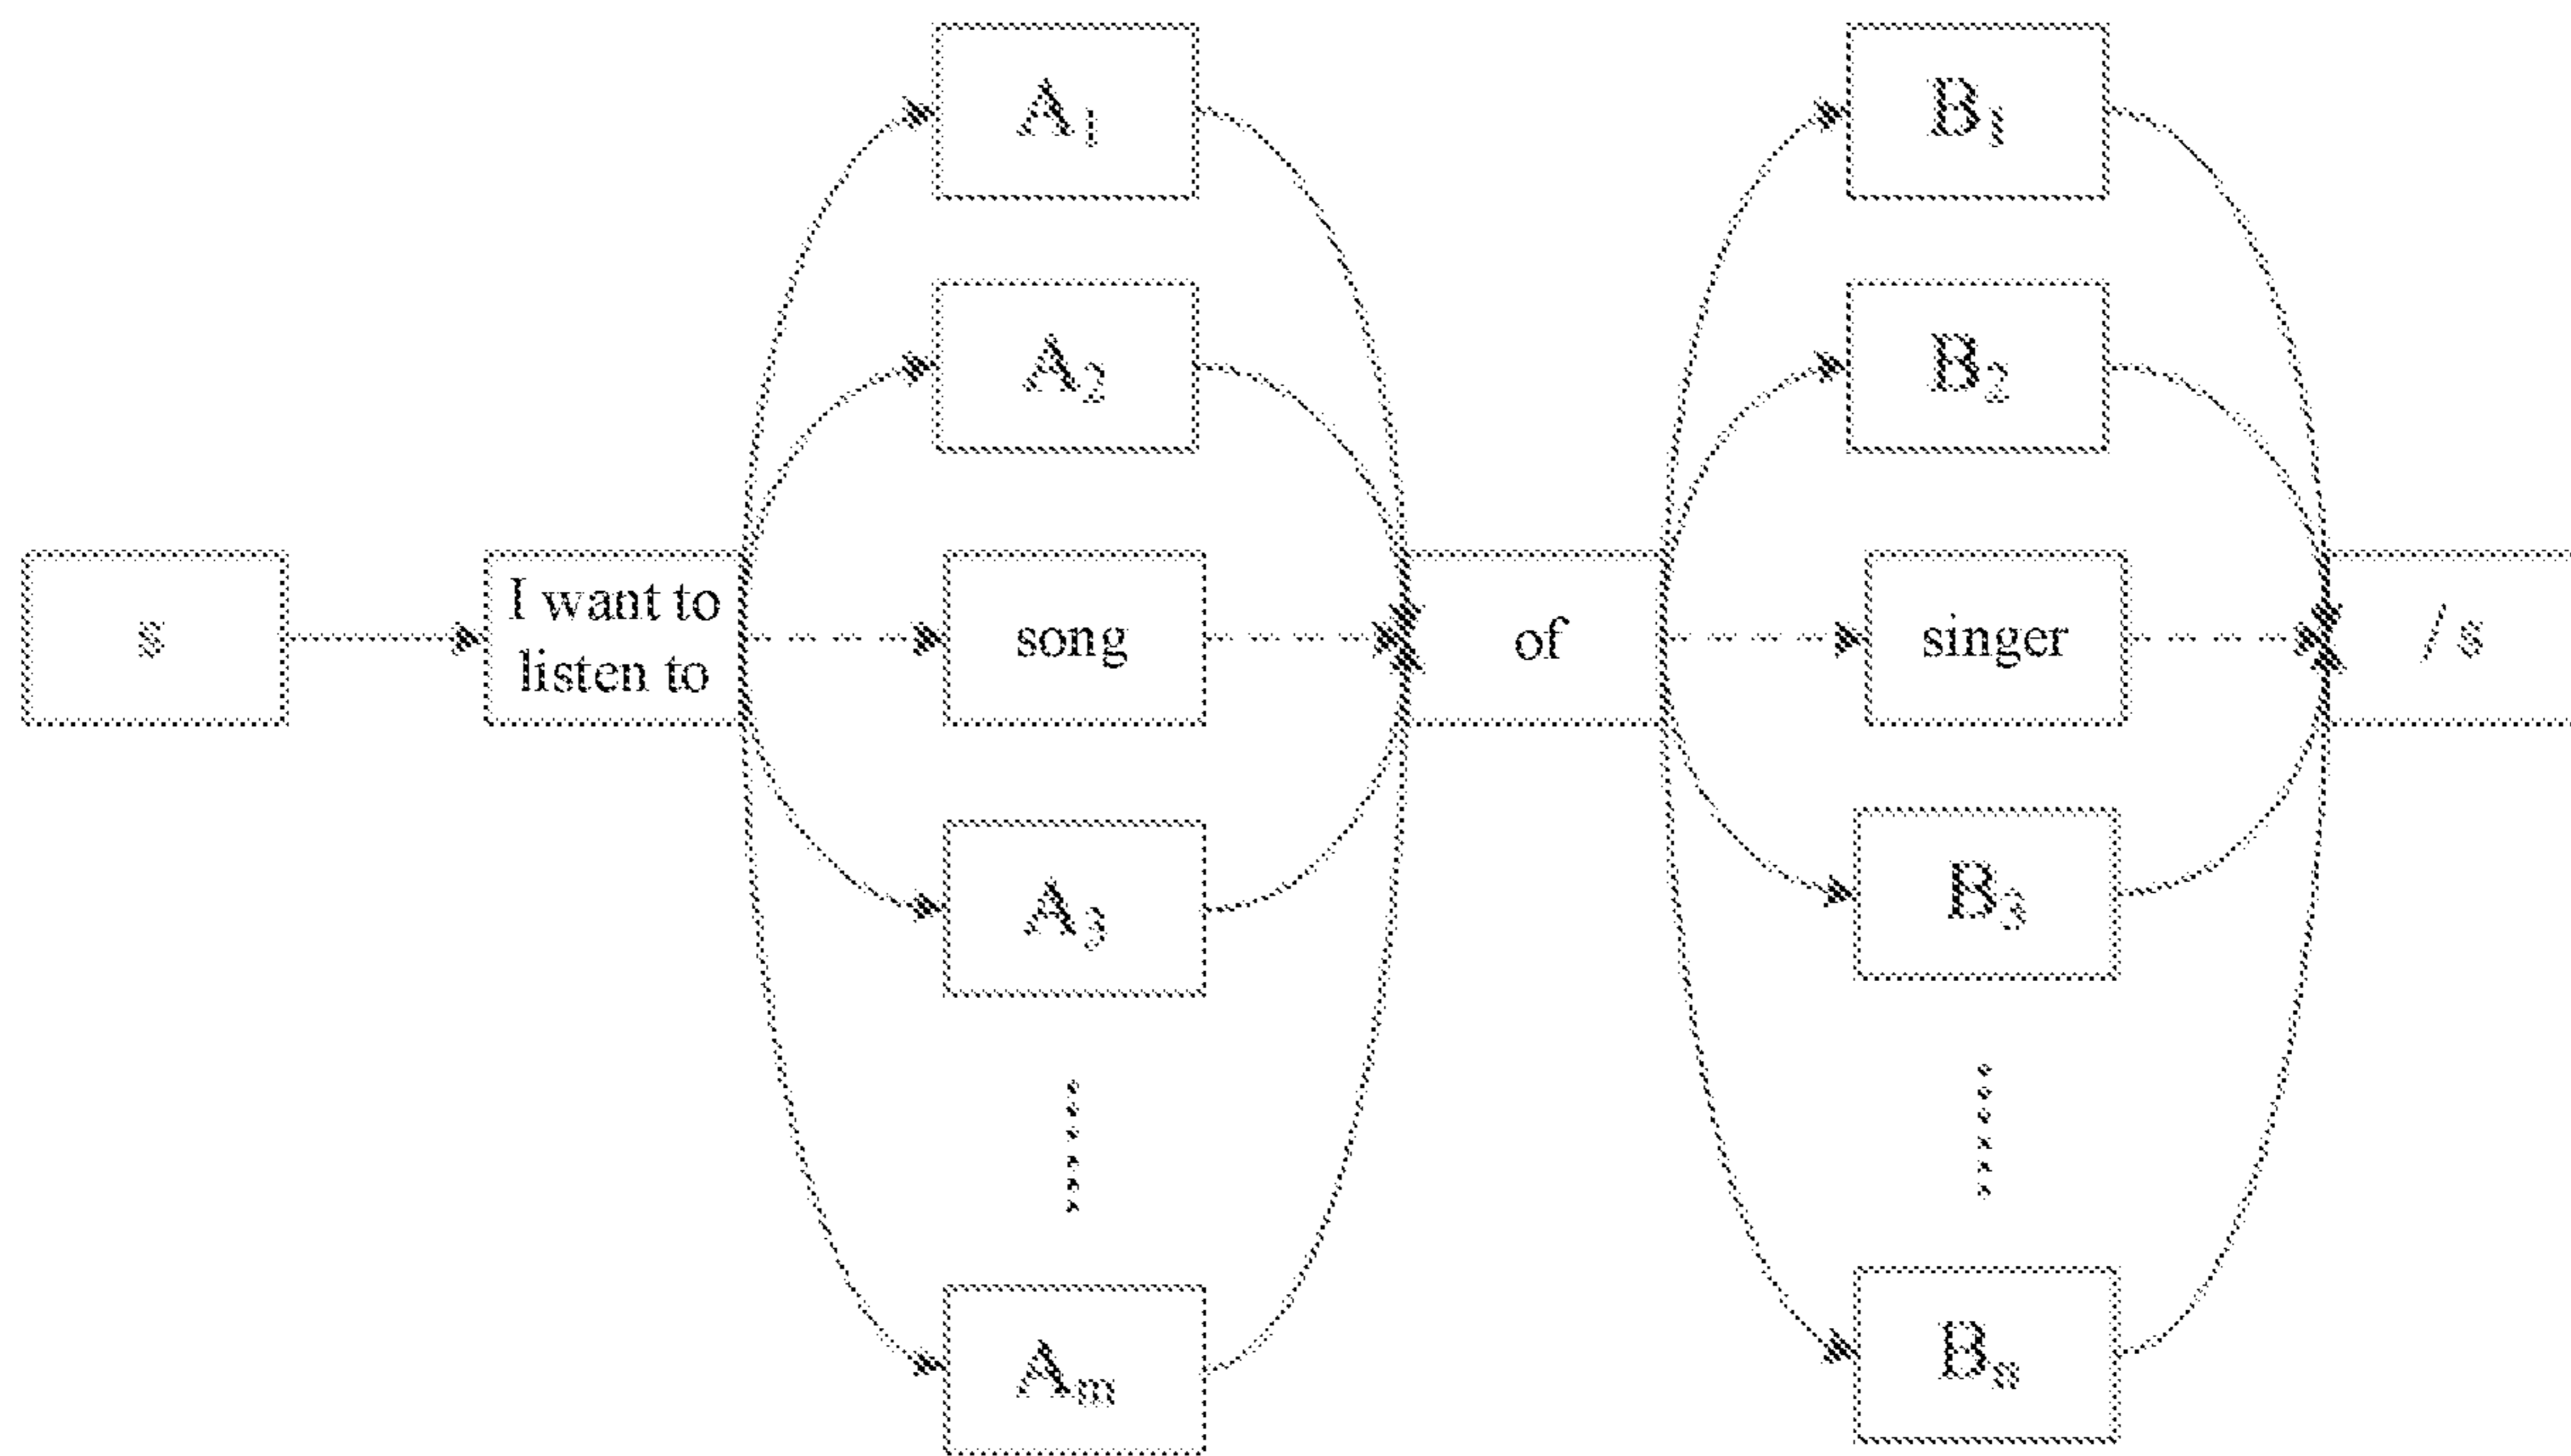 s
I want to
listen to
A₁
A₂
song
A₃
Aₘ
of
B₁
B₂
singer
B₃
Bₙ
/ s